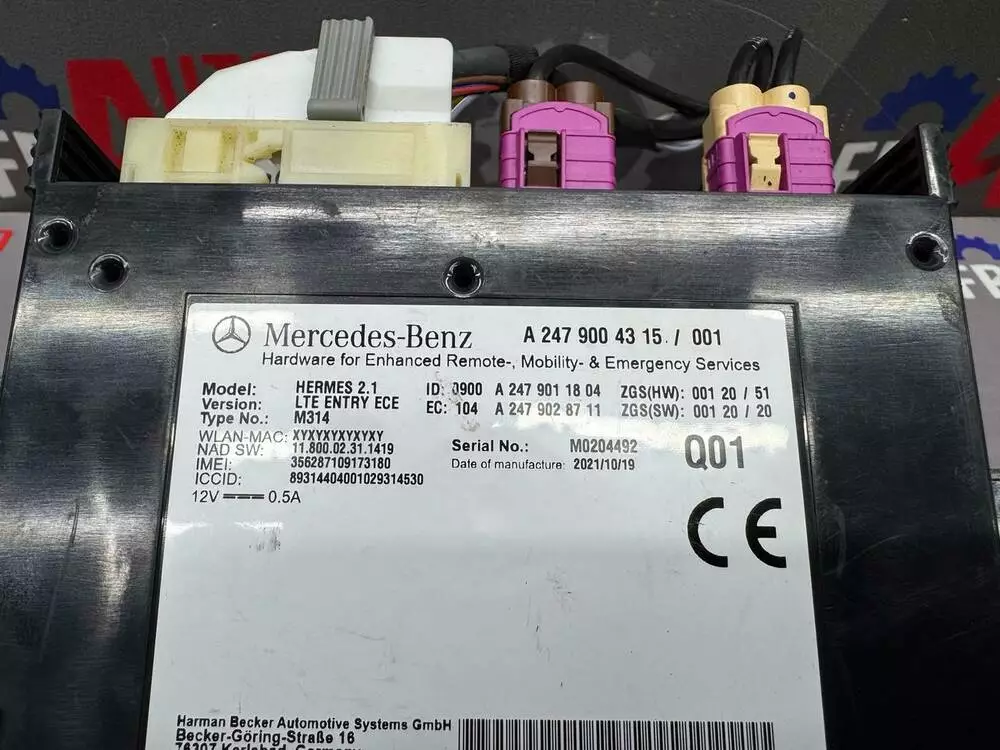 Mercedes-Benz A 247 900 43 15 / 001
Hardware for Enhanced Remote-, Mobility- & Emergency Services
Model: HERMES 2.1 ID: 0900 A 247 901 18 04 ZGS(HW): 001 20 / 51
Version: LTE ENTRY ECE EC: 104 A 247 902 87 11 ZGS(SW): 001 20 / 20
Type No.: M314
WLAN-MAC: XYXYXYXYXYXY
NAD SW: 11.800.02.31.1419 Serial No.: M0204492 Q01
IMEI: 356287109173180 Date of manufacture: 2021/10/19
ICCID: 89314404001029314530
12V 0.5A
CE
Harman Becker Automotive Systems GmbH
Becker-Göring-Straße 16
76307 Karlsbad, Germany